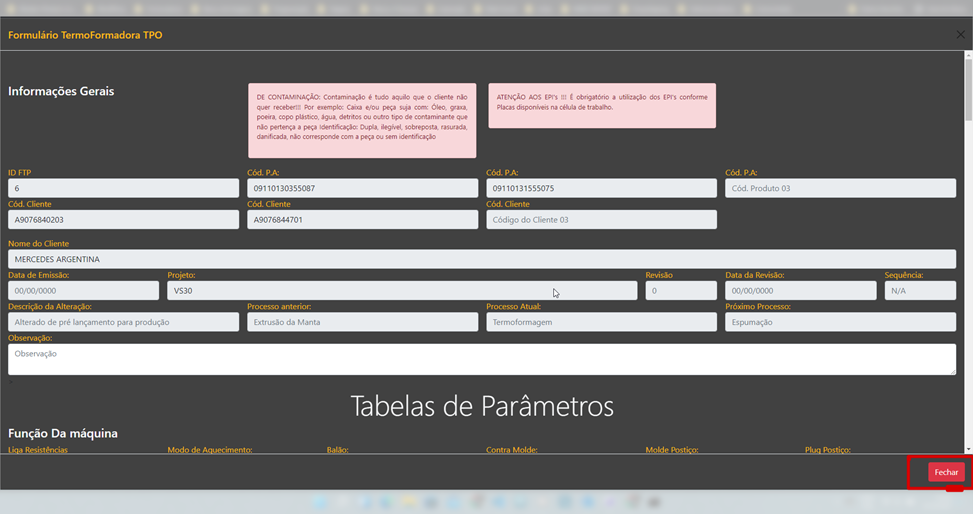 Formulário TermoFormadora TPO
Informações Gerais
DE CONTAMINAÇÃO: Contaminação é tudo aquilo que o cliente não
quer receber!!! Por exemplo: Caixa e/ou peça suja com: Óleo, graxa,
poeira, copo plástico, água, detritos ou outro tipo de contaminante que
não pertença a peça Identificação: Dupla, ilegível, sobreposta, rasurada,
danificada, não corresponde com a peça ou sem identificação
ATENÇÃO AOS EPI's !!! É obrigatório a utilização dos EPI's conforme
Placas disponíveis na célula de trabalho.
ID FTP Cód. P.A: Cód. P.A: Cód. P.A:
6 09110130355087 09110131555075 Cód. Produto 03
Cód. Cliente Cód. Cliente Cód. Cliente
A9076840203 A9076844701 Código do Cliente 03
Nome do Cliente
MERCEDES ARGENTINA
Data de Emissão: Projeto: Revisão Data da Revisão: Sequência:
00/00/0000 VS30 0 00/00/0000 N/A
Descrição da Alteração: Processo anterior: Processo Atual: Próximo Processo:
Alterado de pré lançamento para produção Extrusão da Manta Termoformagem Espumação
Observação:
Observação
Tabelas de Parâmetros
Função Da máquina
Liga Resistências Modo de Aquecimento: Balão: Contra Molde: Molde Postiço: Plug Postiço:
Fechar